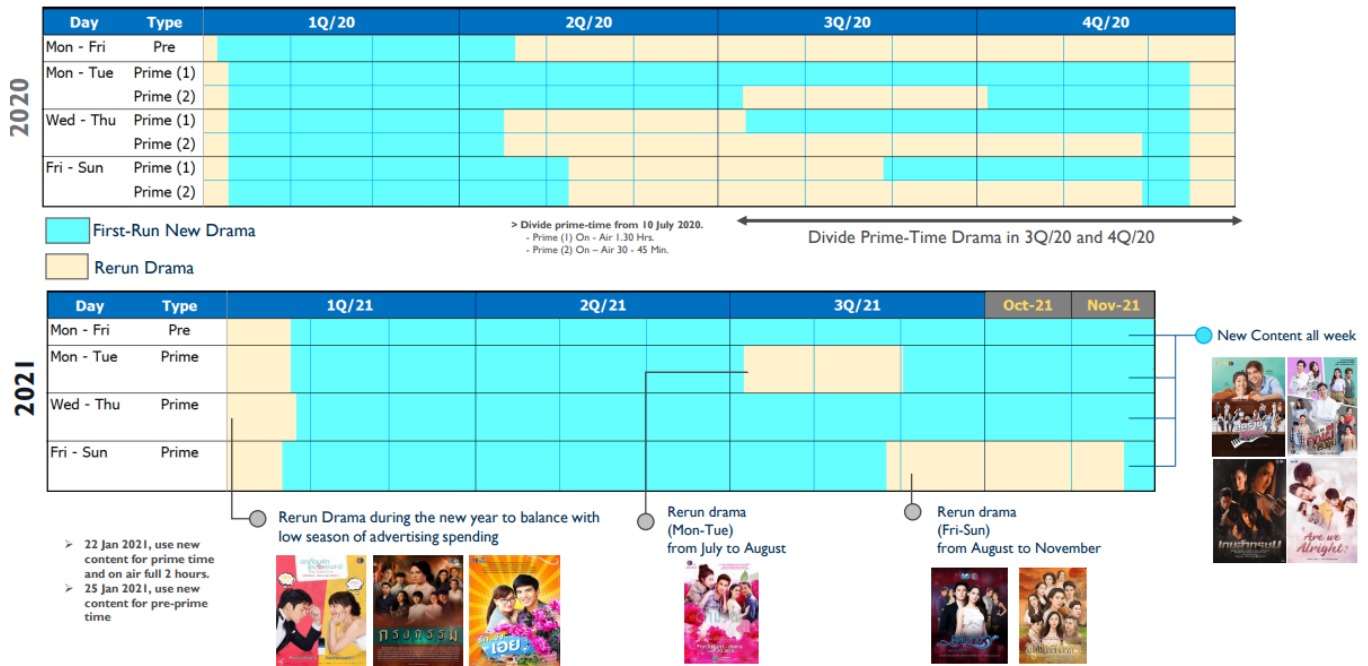 Day Type 1Q/20 2Q/20 3Q/20 4Q/20
2020
Mon - Fri Pre
Mon - Tue Prime (1)
Prime (2)
Wed - Thu Prime (1)
Prime (2)
Fri - Sun Prime (1)
Prime (2)
First-Run New Drama
Rerun Drama
> Divide prime-time from 10 July 2020.
- Prime (1) On - Air 1.30 Hrs.
- Prime (2) On – Air 30 - 45 Min.
Divide Prime-Time Drama in 3Q/20 and 4Q/20
Day Type 1Q/21 2Q/21 3Q/21 Oct-21 Nov-21
2021
Mon - Fri Pre
Mon - Tue Prime
Wed - Thu Prime
Fri - Sun Prime
New Content all week
Are we
Alright?
Rerun Drama during the new year to balance with
low season of advertising spending
Rerun drama
(Mon-Tue)
from July to August
Rerun drama
(Fri-Sun)
from August to November
➢ 22 Jan 2021, use new
content for prime time
and on air full 2 hours.
➢ 25 Jan 2021, use new
content for pre-prime
time
กรงกรรม